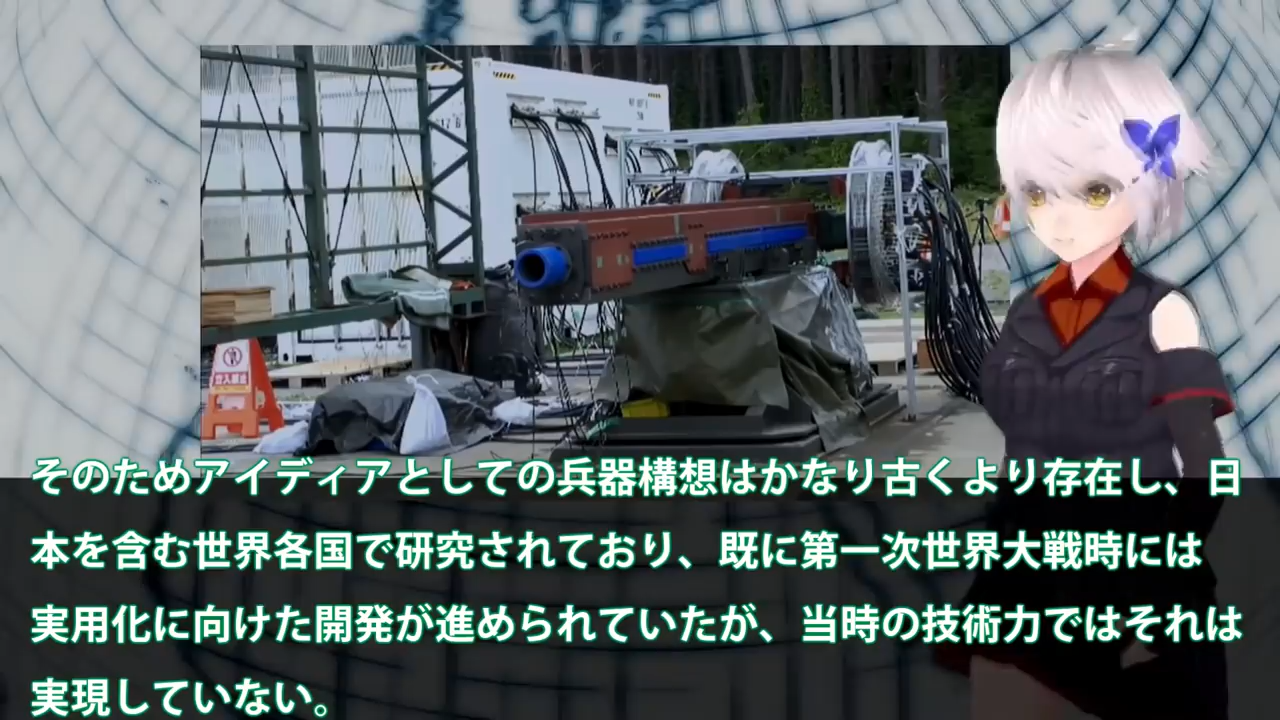 立入禁止
そのためアイディアとしての兵器構想はかなり古くより存在し、日
本を含む世界各国で研究されており、既に第一次世界大戦時には
実用化に向けた開発が進められていたが、当時の技術力ではそれは
実現していない。